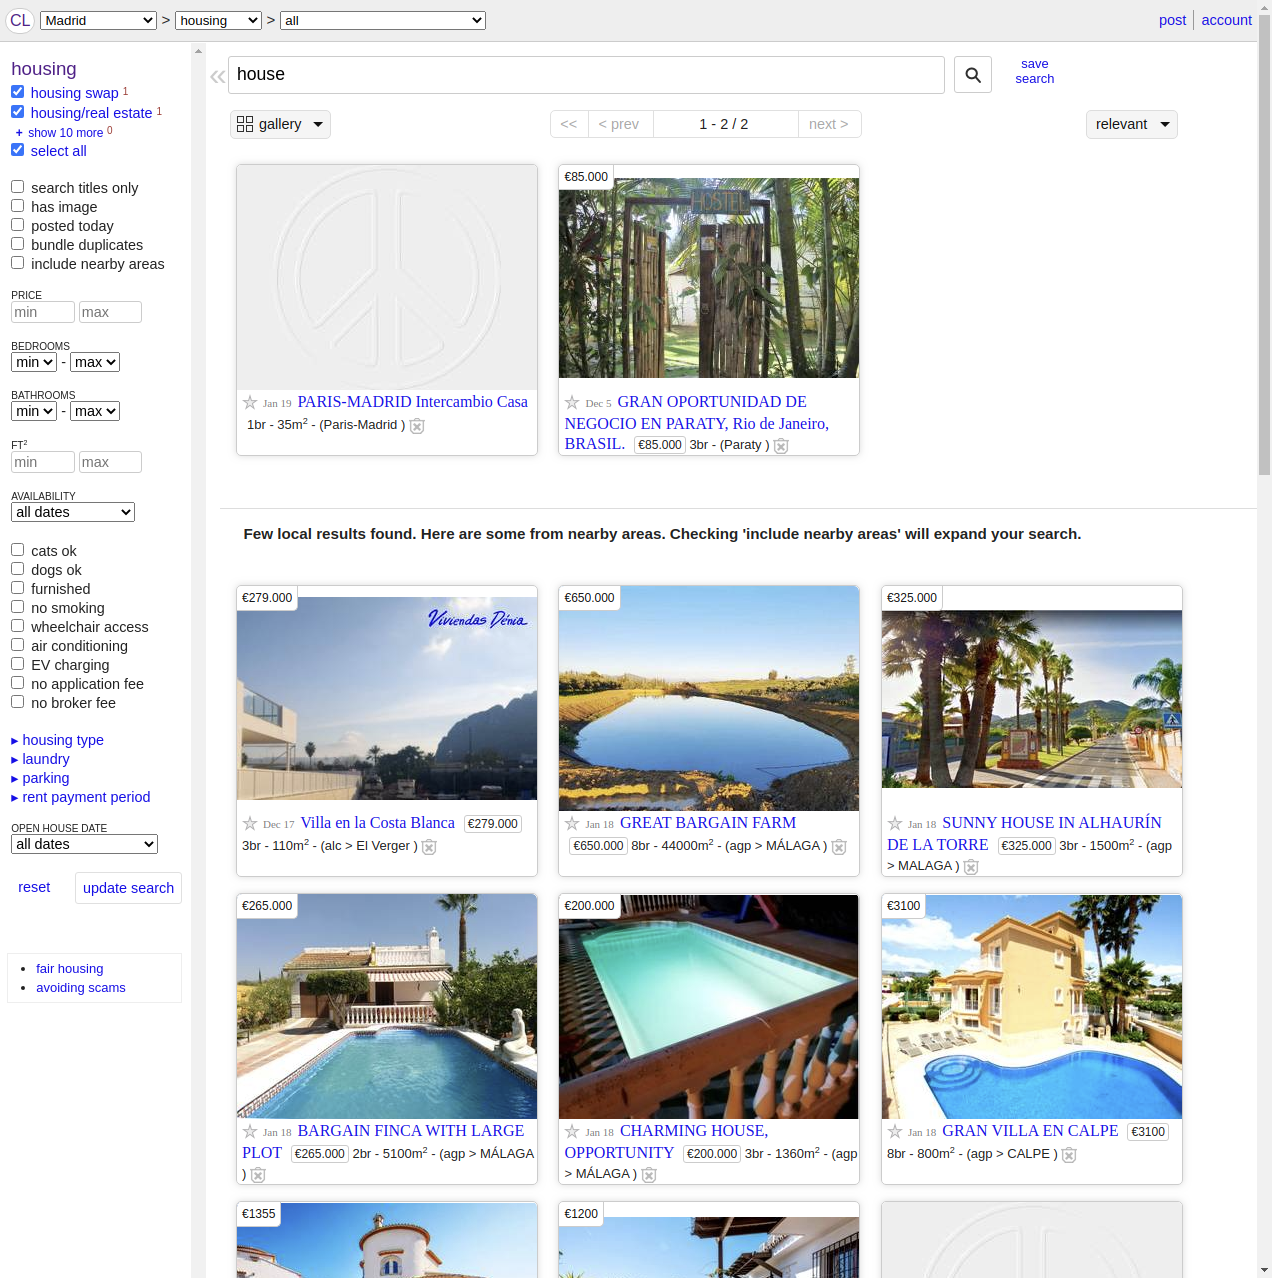 CL Madrid > housing > all post account
housing
housing swap 1
housing/real estate 1
+ show 10 more 0
select all
search titles only
has image
posted today
bundle duplicates
include nearby areas
PRICE
min max
BEDROOMS
min - max
BATHROOMS
min - max
FT2
min max
AVAILABILITY
all dates
cats ok
dogs ok
furnished
no smoking
wheelchair access
air conditioning
EV charging
no application fee
no broker fee
▸ housing type
▸ laundry
▸ parking
▸ rent payment period
OPEN HOUSE DATE
all dates
reset update search
• fair housing
• avoiding scams
« house
save
search
gallery << < prev 1 - 2 / 2 next > relevant
Jan 19 PARIS-MADRID Intercambio Casa
1br - 35m2 - (Paris-Madrid )
€85.000
HOSTEL
Dec 5 GRAN OPORTUNIDAD DE
NEGOCIO EN PARATY, Rio de Janeiro,
BRASIL. €85.000 3br - (Paraty )
Few local results found. Here are some from nearby areas. Checking 'include nearby areas' will expand your search.
€279.000
Viviendas Dénia
Dec 17 Villa en la Costa Blanca €279.000
3br - 110m2 - (alc > El Verger )
€650.000
Jan 18 GREAT BARGAIN FARM
€650.000 8br - 44000m2 - (agp > MÁLAGA )
€325.000
Jan 18 SUNNY HOUSE IN ALHAURÍN
DE LA TORRE €325.000 3br - 1500m2 - (agp
> MALAGA )
€265.000
Jan 18 BARGAIN FINCA WITH LARGE
PLOT €265.000 2br - 5100m2 - (agp > MÁLAGA
)
€200.000
Jan 18 CHARMING HOUSE,
OPPORTUNITY €200.000 3br - 1360m2 - (agp
> MÁLAGA )
€3100
Jan 18 GRAN VILLA EN CALPE €3100
8br - 800m2 - (agp > CALPE )
€1355
€1200